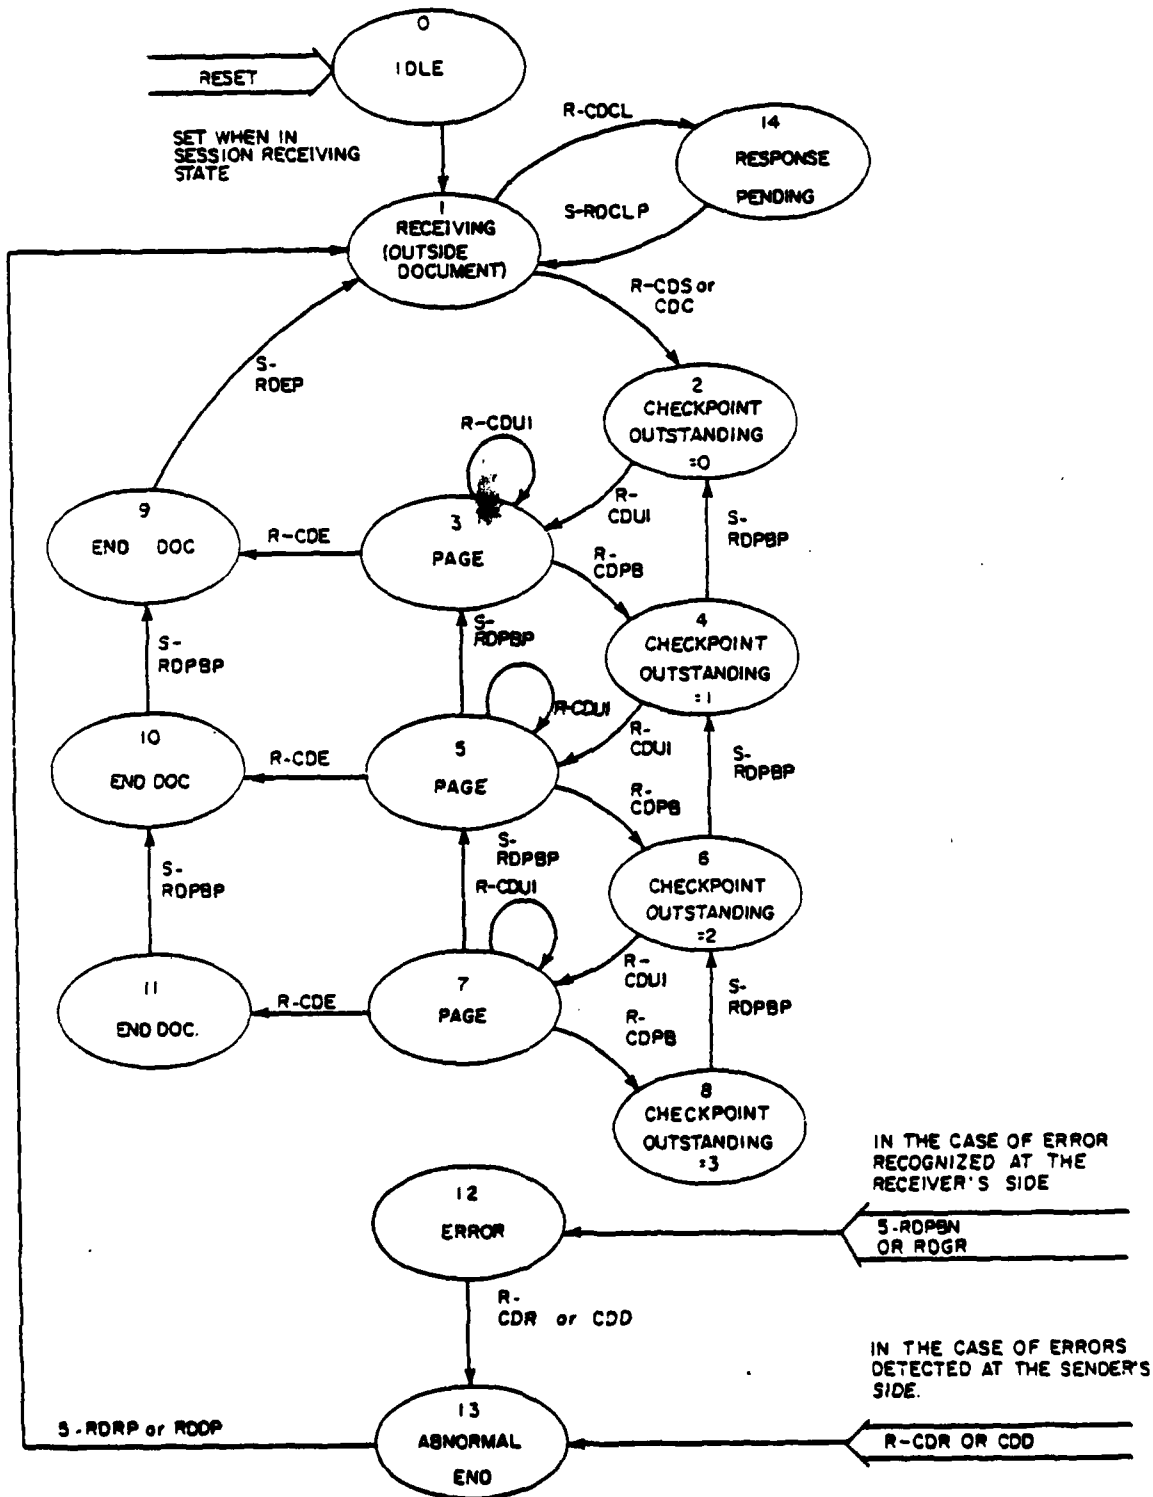 0
IDLE
RESET
SET WHEN IN
SESSION RECEIVING
STATE
R-CDCL
14
RESPONSE
PENDING
S-RDCLP
1
RECEIVING
(OUTSIDE
DOCUMENT)
R-CDS or
CDC
S-
RDEP
2
CHECKPOINT
OUTSTANDING
=0
R-CDUI
R-
CDUI
9
END DOC
R-CDE
3
PAGE
R-
CDPB
S-
RDPBP
S-
RDPBP
S-
RDPBP
4
CHECKPOINT
OUTSTANDING
=1
R-CDUI
R-
CDUI
10
END DOC
R-CDE
5
PAGE
R-
CDPB
S-
RDPBP
S-
RDPBP
S-
RDPBP
R-CDUI
6
CHECKPOINT
OUTSTANDING
=2
R-
CDUI
11
END DOC.
R-CDE
7
PAGE
R-
CDPB
S-
RDPBP
8
CHECKPOINT
OUTSTANDING
=3
IN THE CASE OF ERROR
RECOGNIZED AT THE
RECEIVER'S SIDE
12
ERROR
S-RDPBN
OR RDGR
R-
CDR or CDD
IN THE CASE OF ERRORS
DETECTED AT THE SENDER'S
SIDE.
S-RDRP or RDDP
13
ABNORMAL
END
R-CDR OR CDD